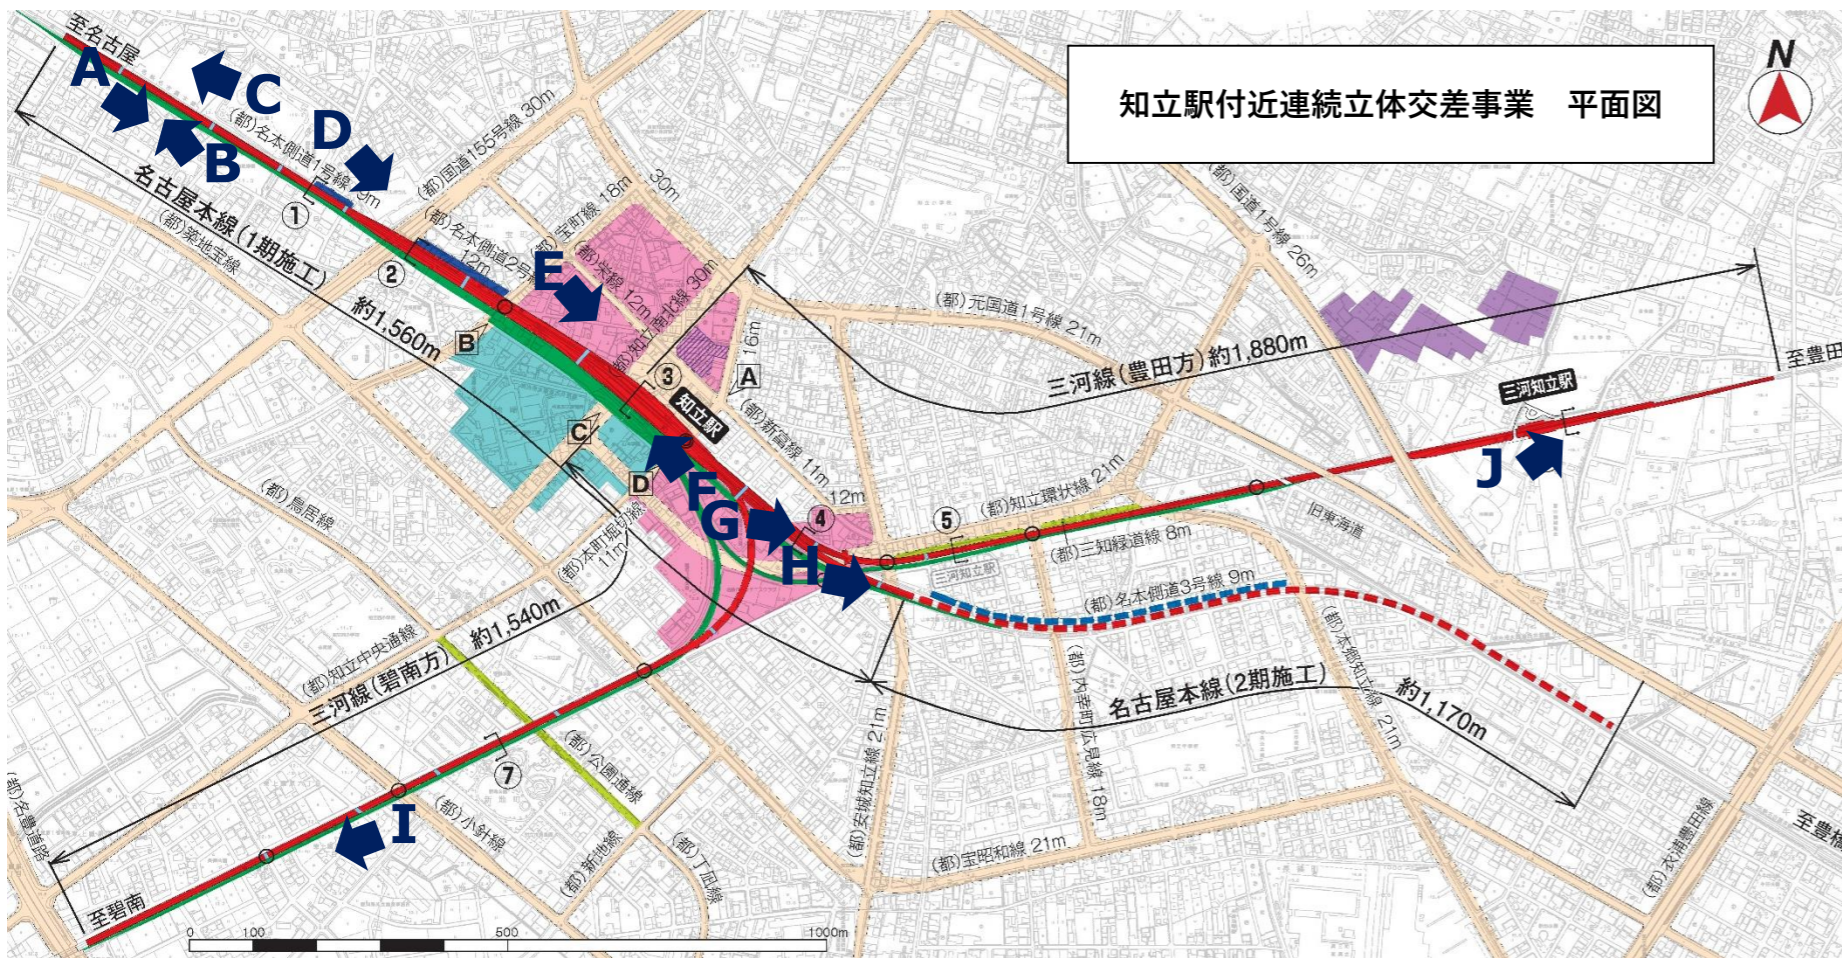 知立駅付近連続立体交差事業　平面図
N
至名古屋
A
B
C
D
E
F
G
H
I
J
(都)名本側道1号線 9m
(都)国道155号線 30m
名古屋本線(1期施工)
約1,560m
(都)築地宝線
①
②
(都)名本側道2号線
12m
(都)宝町線 18m
30m
(都)栄線 12m
(都)知立南北線 30m
16m
A
B
C
D
③
知立駅
(都)新富線 11m
12m
④
⑤
(都)元国道1号線 21m
(都)国道1号線 26m
三河線(豊田方)約1,880m
至豊田
三河知立駅
(都)知立環状線 21m
(都)三知緑道線 8m
旧東海道
三河知立駅
(都)名本側道3号線 9m
(都)本郷知立線 21m
(都)内幸町広見線 18m
名古屋本線(2期施工)
約1,170m
(都)安城知立線 21m
(都)宝昭和線 21m
(都)衣浦豊田線
至豊橋
(都)鳥居線
(都)本町堀切線
11m
(都)知立中央通線
三河線(碧南方)
約1,540m
(都)公園通線
⑦
(都)小針線
(都)新地線
(都)丁凪線
(都)名豊道路
至碧南
0
100
500
1000m